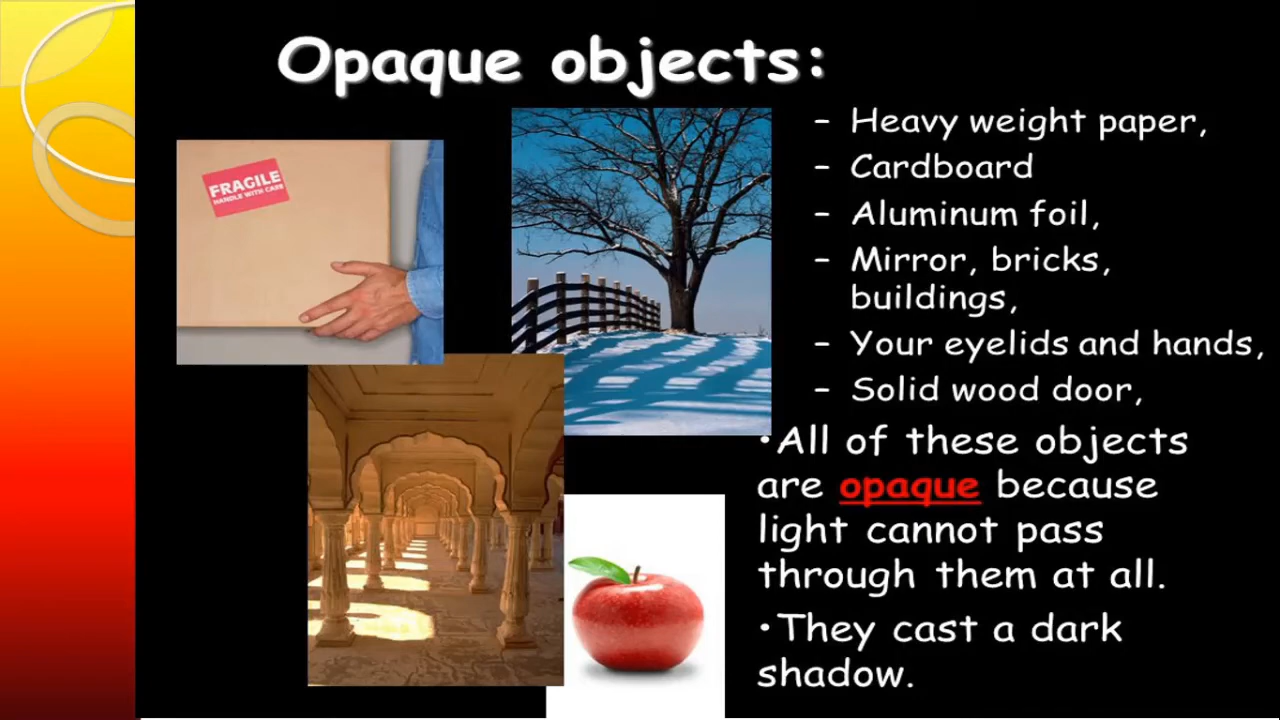 Opaque objects:
FRAGILE
HANDLE WITH CARE
– Heavy weight paper,
– Cardboard
– Aluminum foil,
– Mirror, bricks,
buildings,
– Your eyelids and hands,
– Solid wood door,
•All of these objects
are opaque because
light cannot pass
through them at all.
•They cast a dark
shadow.